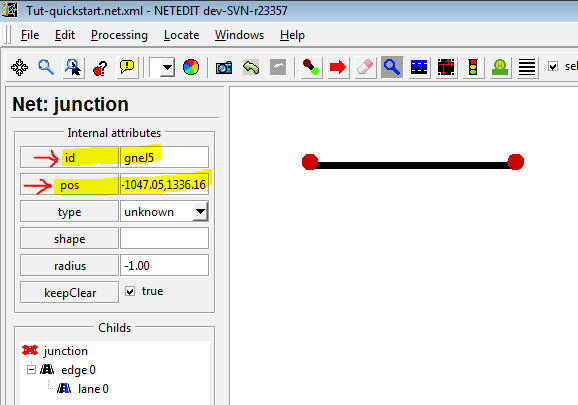 Tut-quickstart.net.xml - NETEDIT dev-SVN-r23357
File Edit Processing Locate Windows Help
sel
Net: junction
Internal attributes
id gneJ5
pos -1047.05,1336.16
type unknown
shape
radius -1.00
keepClear true
Childs
junction
edge 0
lane 0